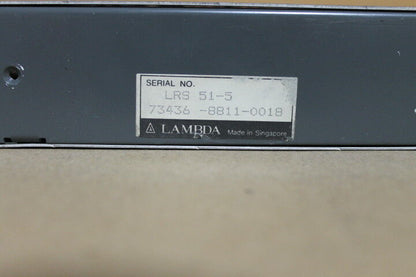 SERIAL NO.
LRS 51-5
73436 -8811-0018
LAMBDA Made in Singapore